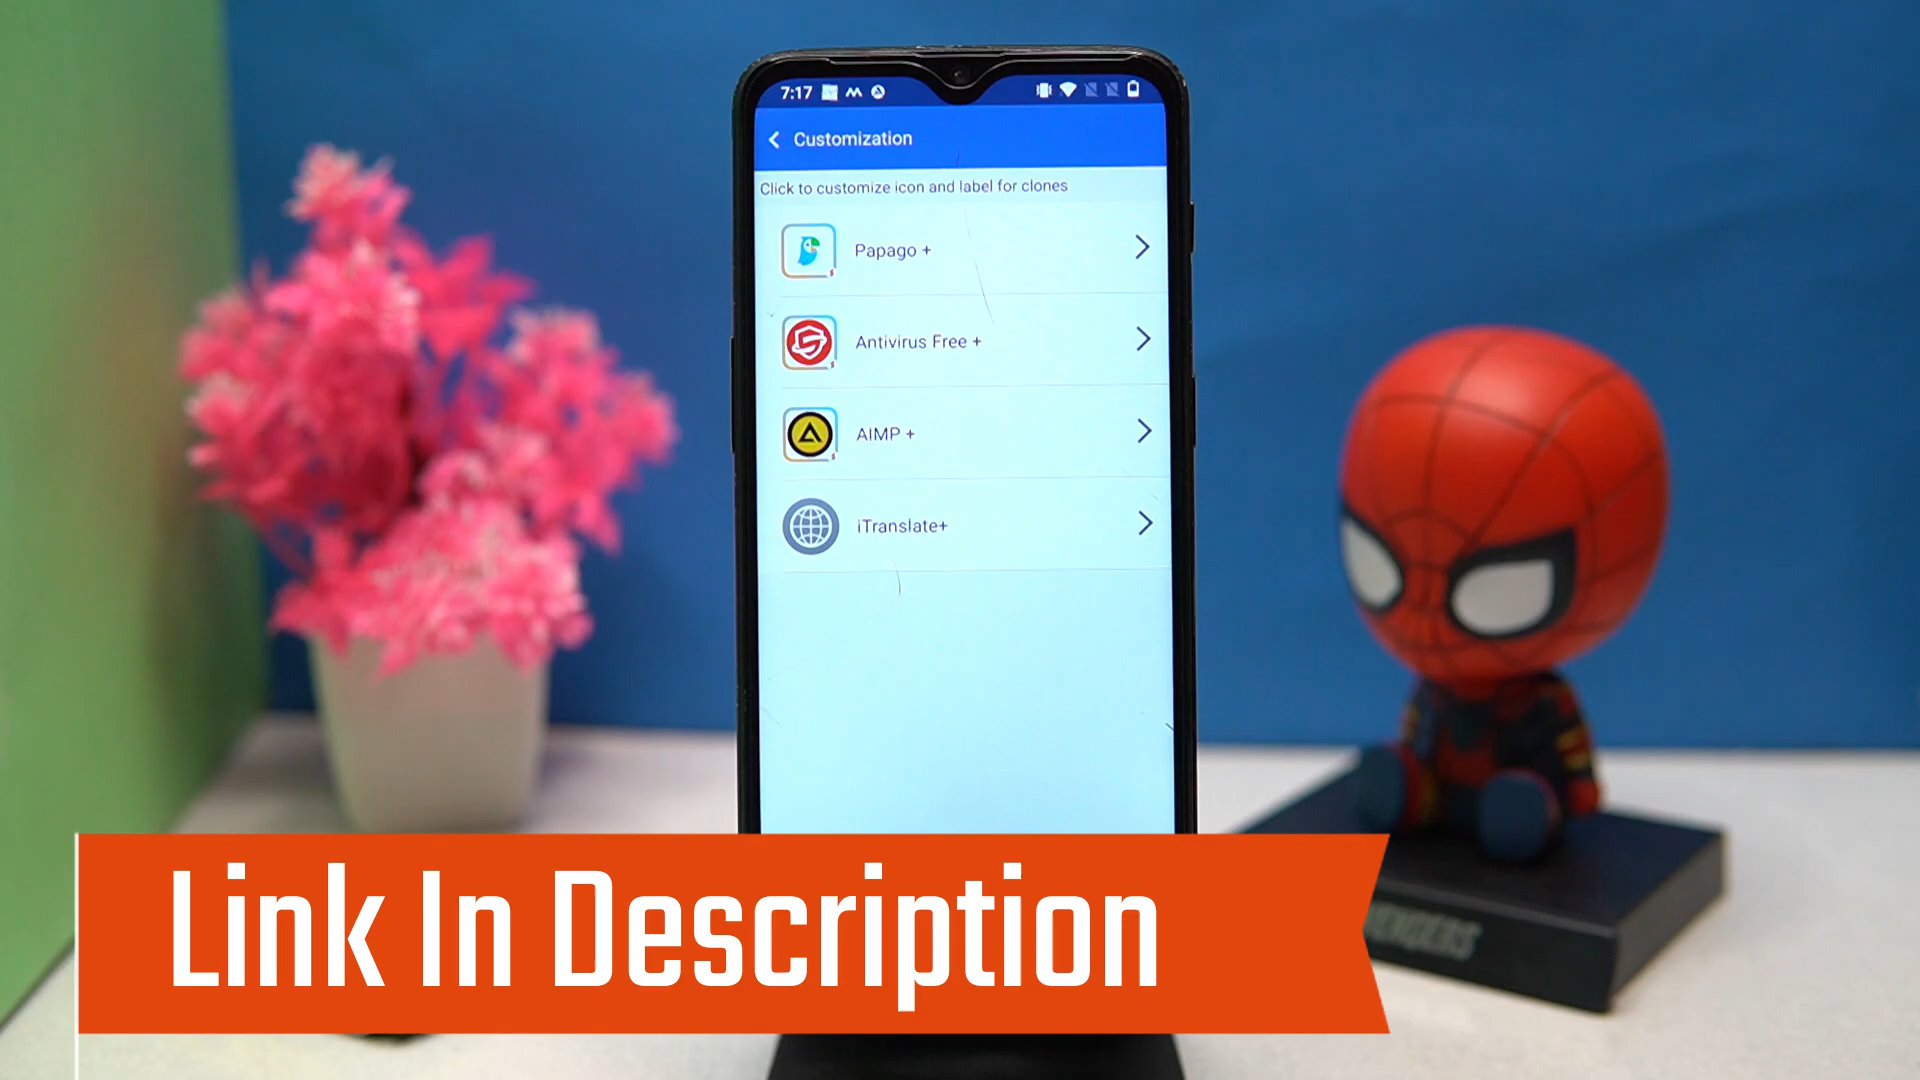 7:17
Customization
Click to customize icon and label for clones
Papago +
Antivirus Free +
AIMP +
iTranslate+
Link In Description